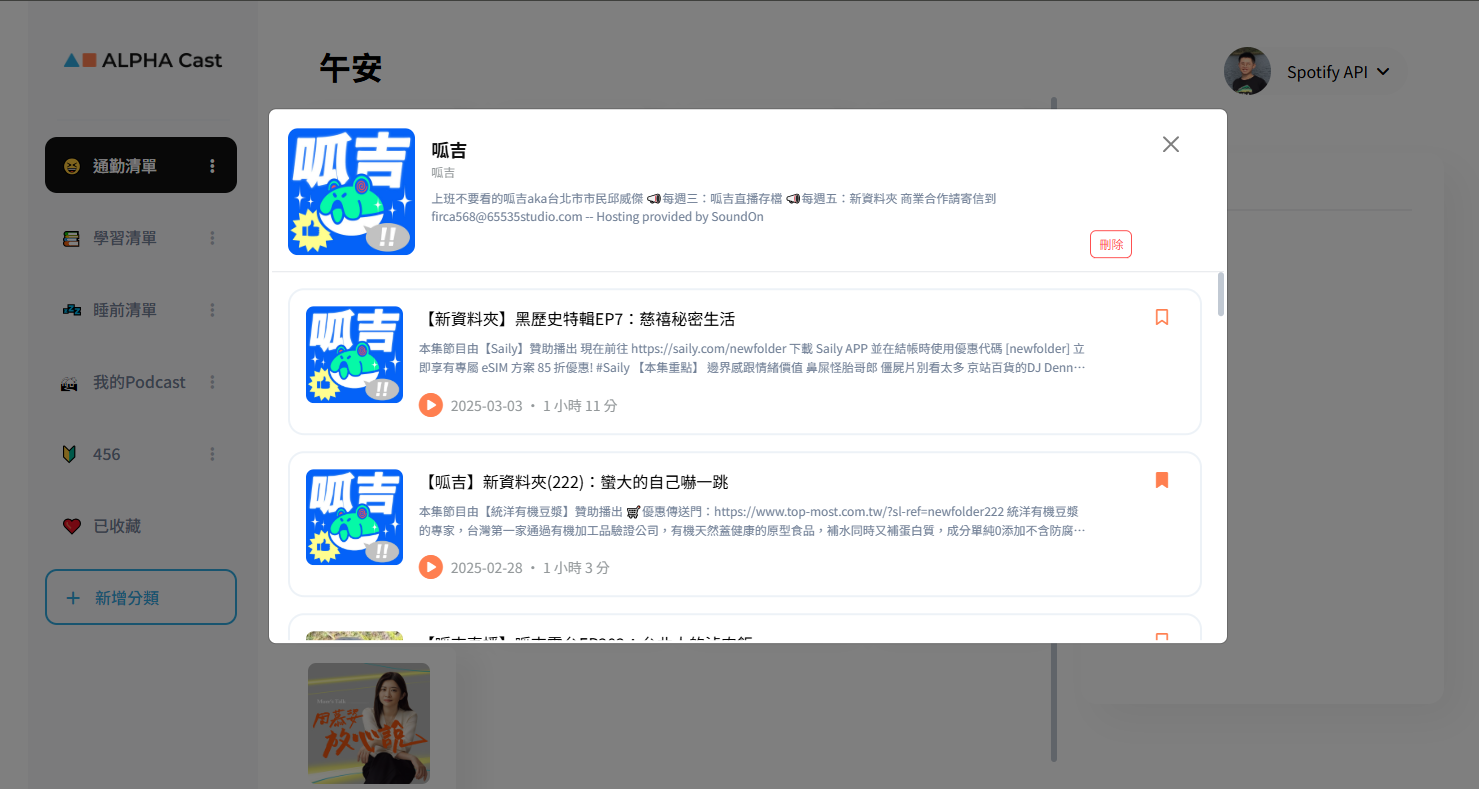 ALPHA Cast
午安
Spotify API
通勤清單
學習清單
睡前清單
我的Podcast
456
已收藏
新增分類
呱吉
!!
呱吉
呱吉
上班不要看的呱吉aka台北市市民邱威傑 📢每週三：呱吉直播存檔 📢每週五：新資料夾 商業合作請寄信到
firca568@65535studio.com -- Hosting provided by SoundOn
刪除
呱吉
!!
【新資料夾】黑歷史特輯EP7：慈禧秘密生活
本集節目由【Saily】贊助播出 現在前往 https://saily.com/newfolder 下載 Saily APP 並在結帳時使用優惠代碼 [newfolder] 立
即享有專屬 eSIM 方案 85 折優惠! #Saily 【本集重點】 邊界感跟情緒價值 鼻屎怪胎哥郎 僵屍片別看太多 京站百貨的DJ Denn…
2025-03-03 · 1 小時 11 分
呱吉
!!
【呱吉】新資料夾(222)：蠻大的自己嚇一跳
本集節目由【統洋有機豆漿】贊助播出 🛒優惠傳送門：https://www.top-most.com.tw/?sl-ref=newfolder222 統洋有機豆漿
的專家，台灣第一家通過有機加工品驗證公司，有機天然蓋健康的原型食品，補水同時又補蛋白質，成分單純0添加不含防腐…
2025-02-28 · 1 小時 3 分
放心說